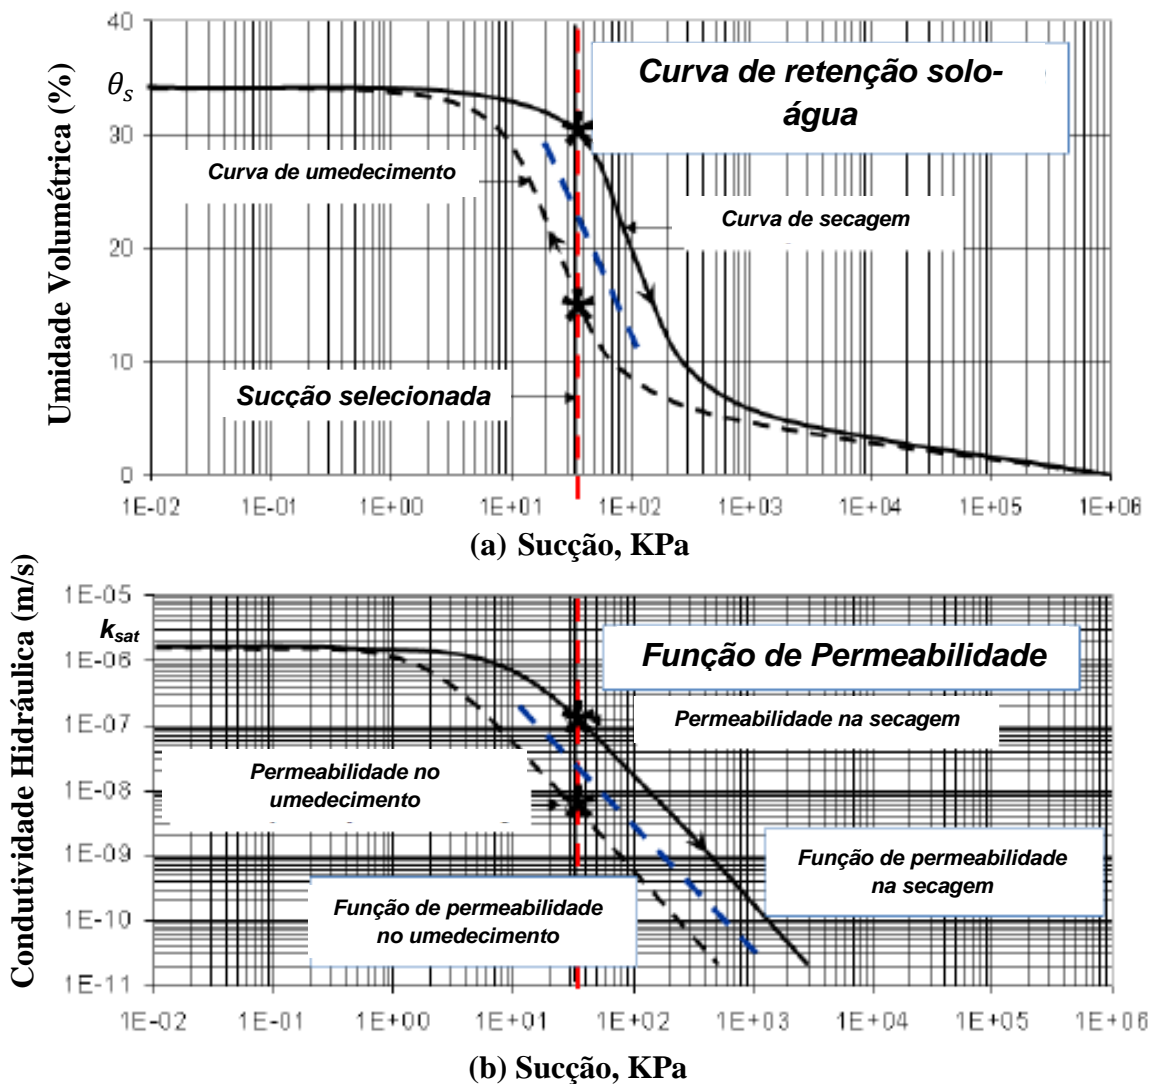 40
Curva de retenção solo-
água
θs
30
Curva de umedecimento
Curva de secagem
20
10
Sucção selecionada
0
Umidade Volumétrica (%)
1E-02 1E-01 1E+00 1E+01 1E+02 1E+03 1E+04 1E+05 1E+06
(a) Sucção, KPa
1E-05
ksat
Função de Permeabilidade
1E-06
1E-07
Permeabilidade na secagem
Permeabilidade no
umedecimento
1E-08
1E-09
Função de permeabilidade
na secagem
Função de permeabilidade
no umedecimento
1E-10
1E-11
Condutividade Hidráulica (m/s)
1E-02 1E-01 1E+00 1E+01 1E+02 1E+03 1E+04 1E+05 1E+06
(b) Sucção, KPa